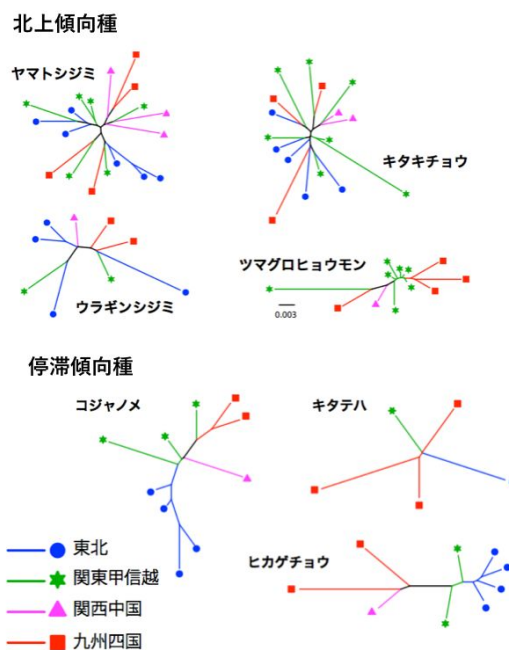 北上傾向種
ヤマトシジミ
キタキチョウ
ウラギンシジミ
ツマグロヒョウモン
0.003
停滞傾向種
コジャノメ
キタテハ
ヒカゲチョウ
東北
関東甲信越
関西中国
九州四国